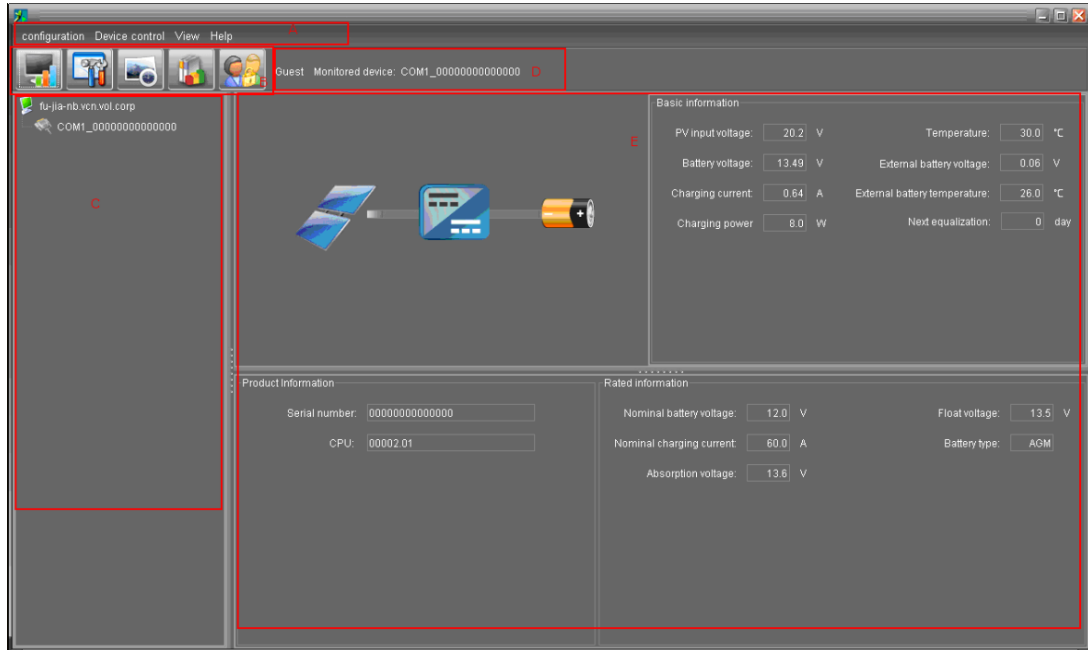 A
configuration Device control View Help
B
Guest Monitored device: COM1_00000000000000 D
fu-jia-nb.vcn.vol.corp
COM1_00000000000000
C
E
Basic information
PV input voltage: 20.2 V Temperature: 30.0 °C
Battery voltage: 13.49 V External battery voltage: 0.06 V
Charging current: 0.64 A External battery temperature: 26.0 °C
Charging power 8.0 W Next equalization: 0 day
Product Information
Serial number: 00000000000000
CPU: 00002.01
Rated information
Nominal battery voltage: 12.0 V Float voltage: 13.5 V
Nominal charging current: 60.0 A Battery type: AGM
Absorption voltage: 13.6 V